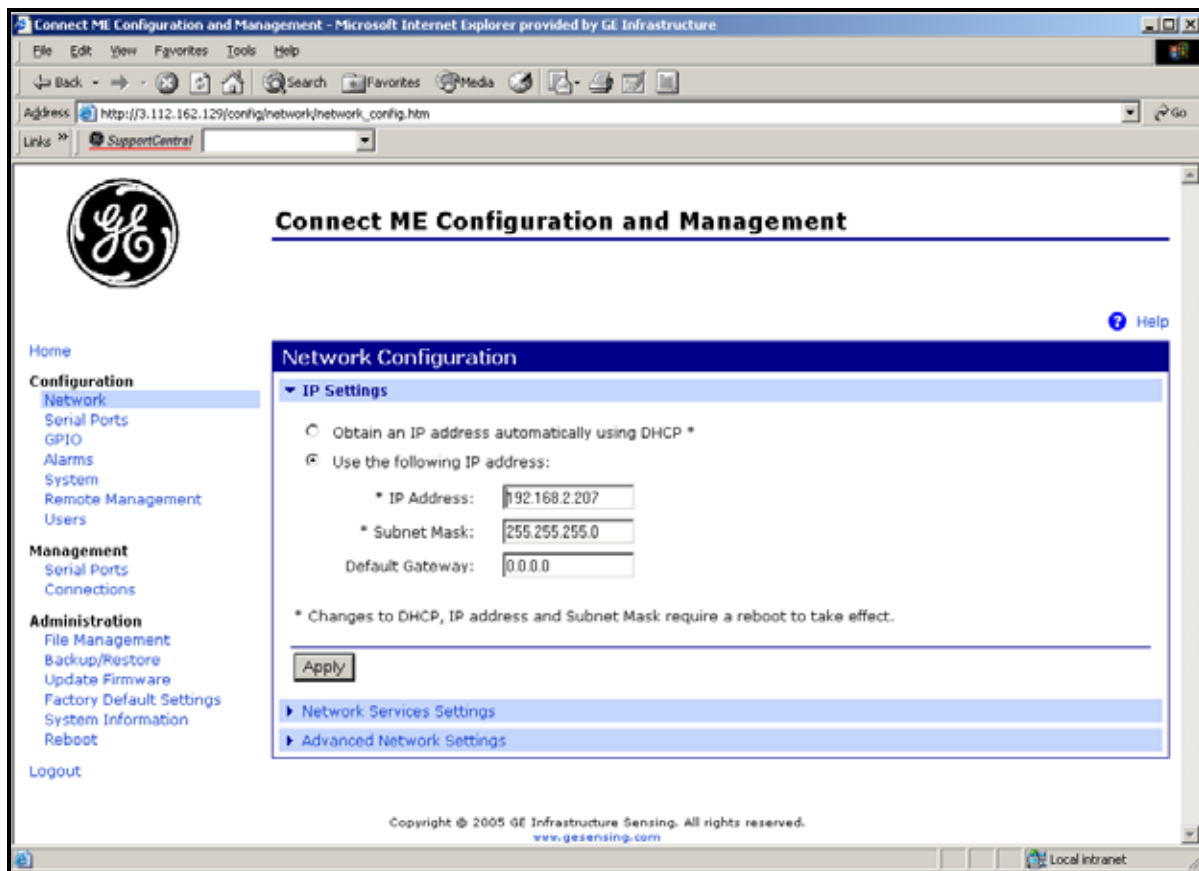 Connect ME Configuration and Management - Microsoft Internet Explorer provided by GE Infrastructure
File Edit View Favorites Tools Help
Back Search Favorites Media
Address http://3.112.162.129/config/network/network_config.htm Go
Links » SupportCentral
GE
Connect ME Configuration and Management
? Help
Home
Configuration
Network
Serial Ports
GPIO
Alarms
System
Remote Management
Users
Management
Serial Ports
Connections
Administration
File Management
Backup/Restore
Update Firmware
Factory Default Settings
System Information
Reboot
Logout
Network Configuration
IP Settings
Obtain an IP address automatically using DHCP *
Use the following IP address:
* IP Address: 192.168.2.207
* Subnet Mask: 255.255.255.0
Default Gateway: 0.0.0.0
* Changes to DHCP, IP address and Subnet Mask require a reboot to take effect.
Apply
Network Services Settings
Advanced Network Settings
Copyright © 2005 GE Infrastructure Sensing. All rights reserved.
www.gesensing.com
Local intranet